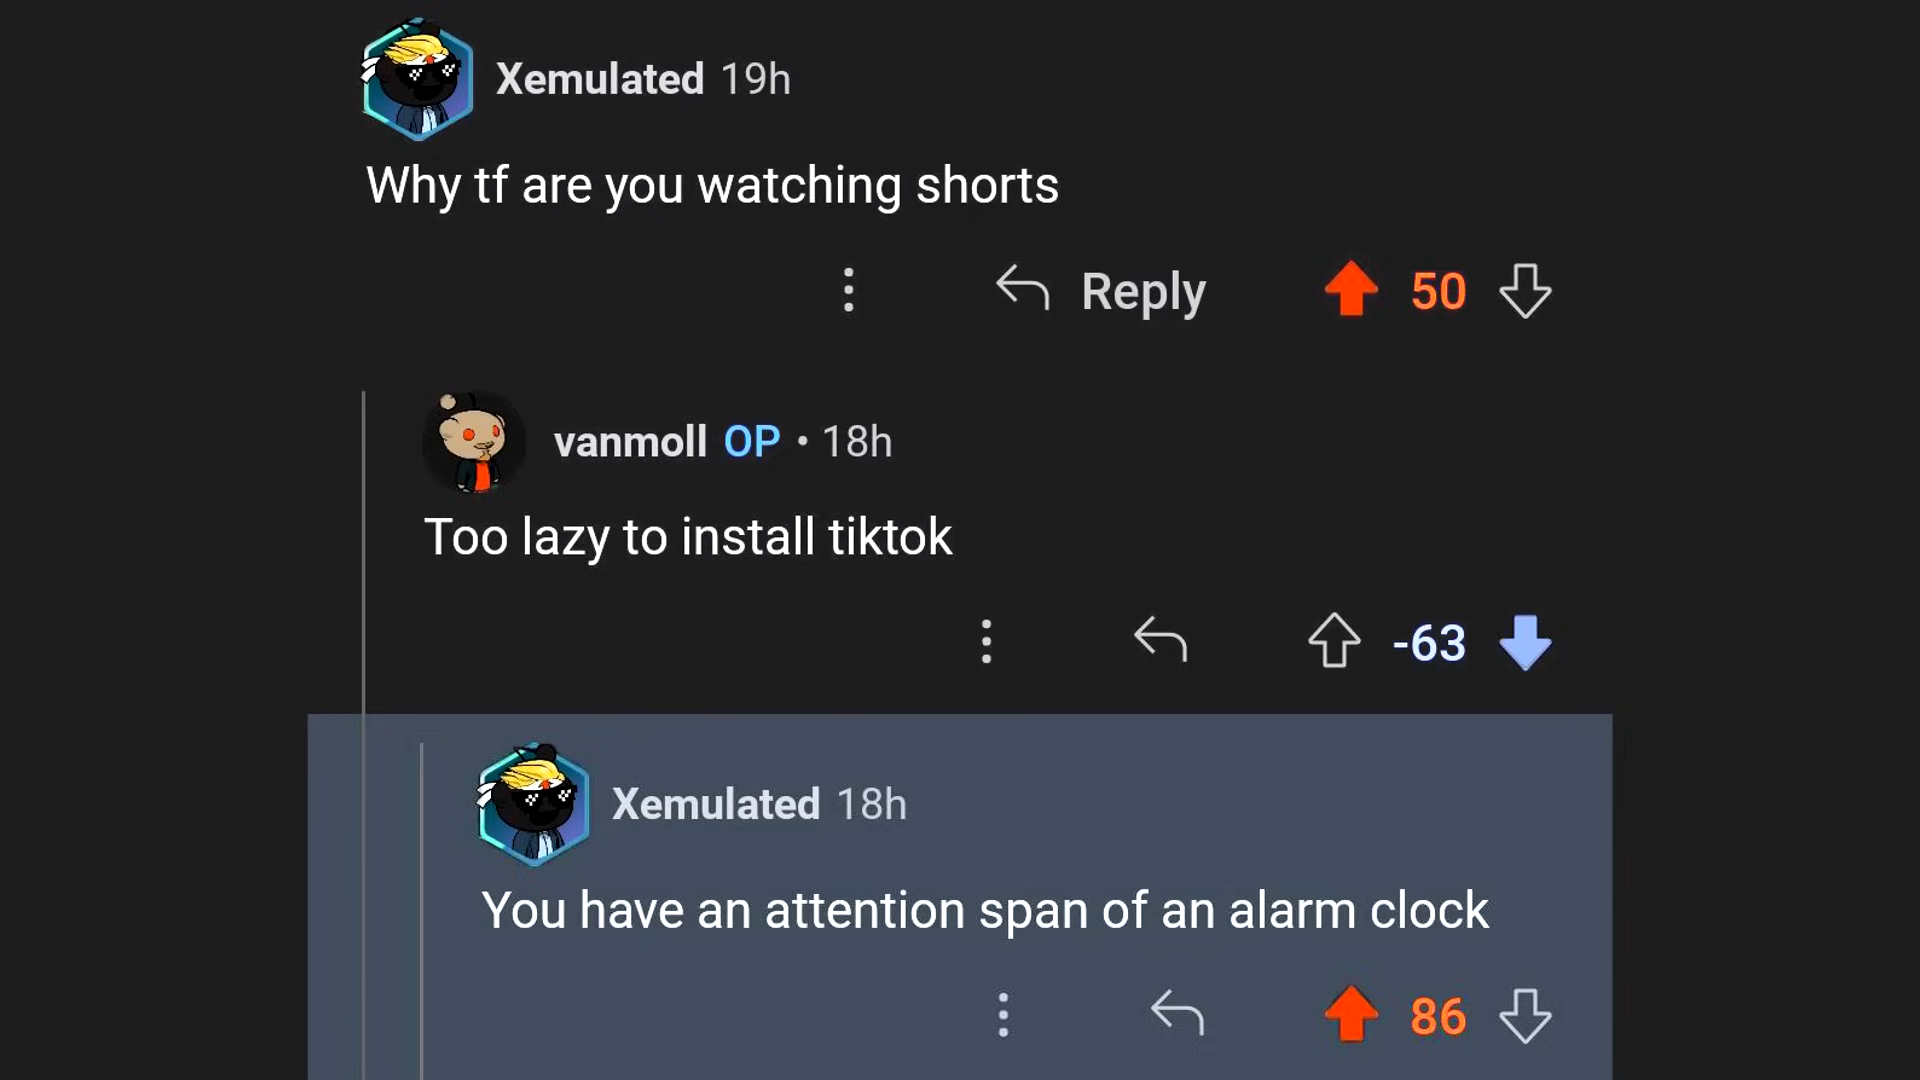 Xemulated 19h
Why tf are you watching shorts
Reply 50
vanmoll OP • 18h
Too lazy to install tiktok
-63
Xemulated 18h
You have an attention span of an alarm clock
86